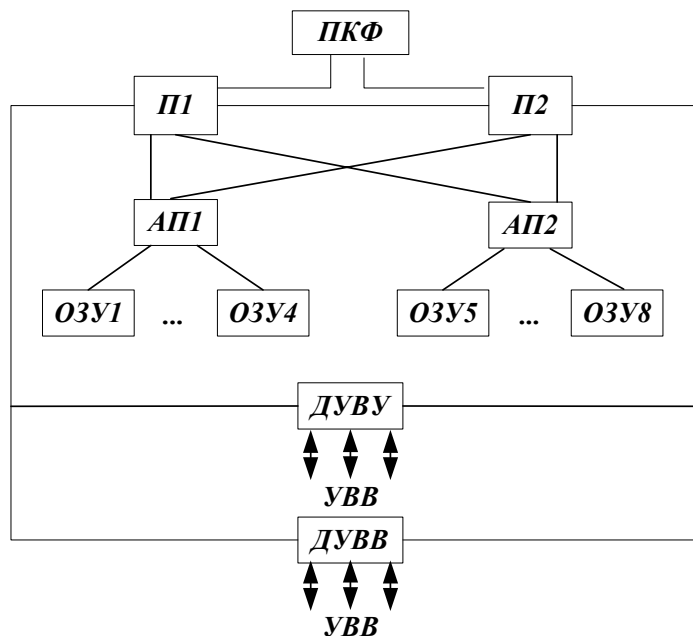 ПКФ
П1 П2
АП1 АП2
ОЗУ1 ... ОЗУ4 ОЗУ5 ... ОЗУ8
ДУВУ
УВВ
ДУВВ
УВВ